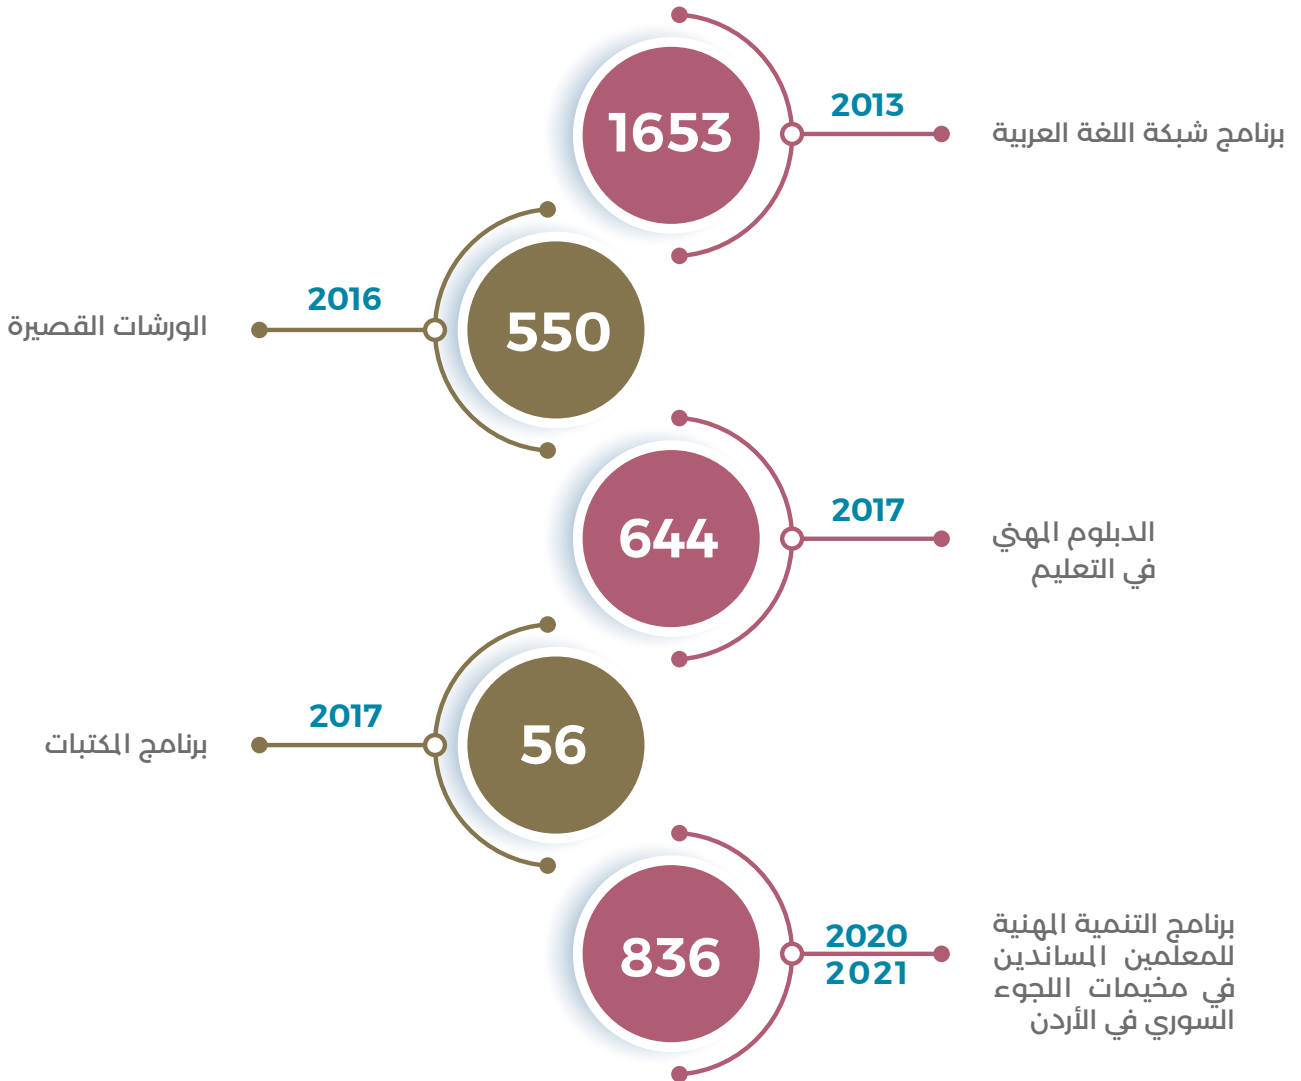 1653
2013
برنامج شبكة اللغة العربية
550
2016
الورشات القصيرة
644
2017
الدبلوم المهني
في التعليم
56
2017
برنامج المكتبات
836
2020
2021
برنامج التنمية المهنية
للمعلمين المساندين
في مخيمات اللجوء
السوري في الأردن